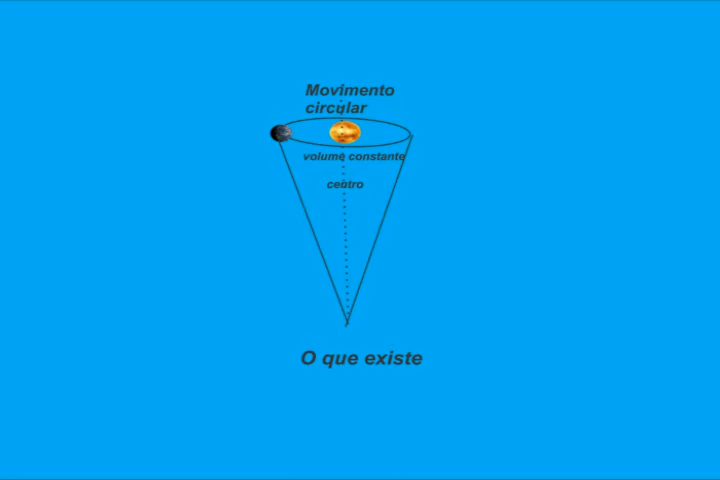 Movimento
circular
volume constante
centro
O que existe